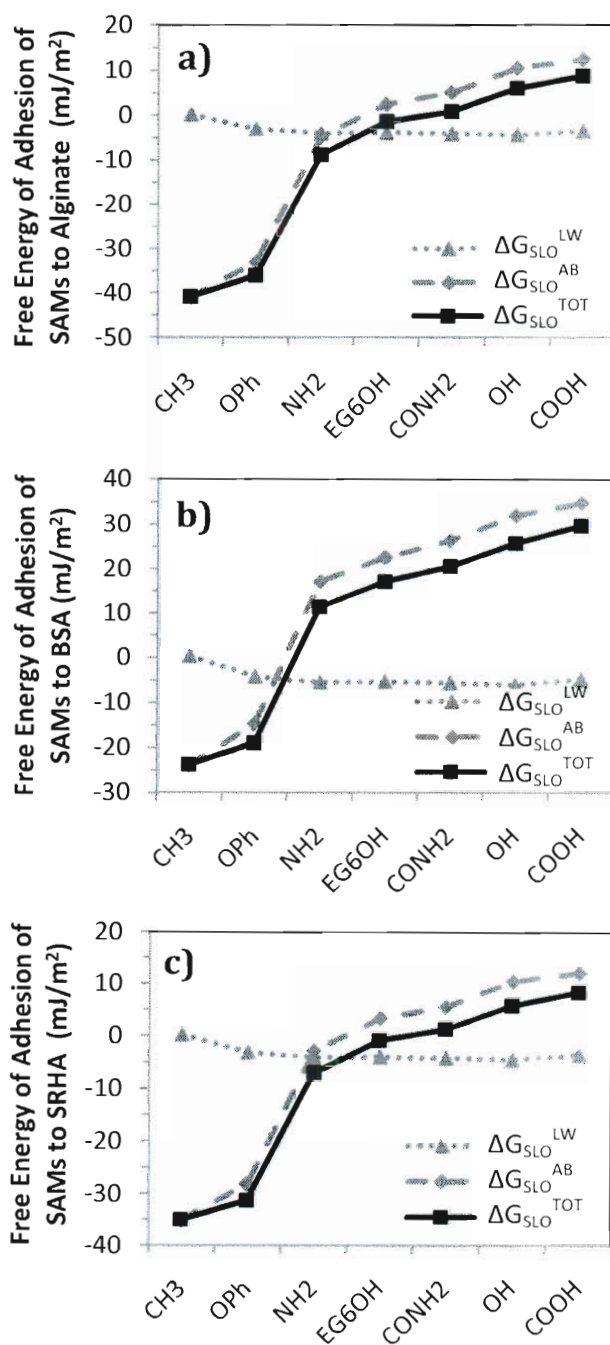 a)
Free Energy of Adhesion of
SAMs to Alginate (mJ/m²)
20
10
0
-10
-20
-30
-40
-50
ΔG_SLO^LW
ΔG_SLO^AB
ΔG_SLO^TOT
CH3
OPh
NH2
EG6OH
CONH2
OH
COOH
b)
Free Energy of Adhesion of
SAMs to BSA (mJ/m²)
40
30
20
10
0
-10
-20
-30
ΔG_SLO^LW
ΔG_SLO^AB
ΔG_SLO^TOT
CH3
OPh
NH2
EG6OH
CONH2
OH
COOH
c)
Free Energy of Adhesion of
SAMs to SRHA (mJ/m²)
20
10
0
-10
-20
-30
-40
ΔG_SLO^LW
ΔG_SLO^AB
ΔG_SLO^TOT
CH3
OPh
NH2
EG6OH
CONH2
OH
COOH